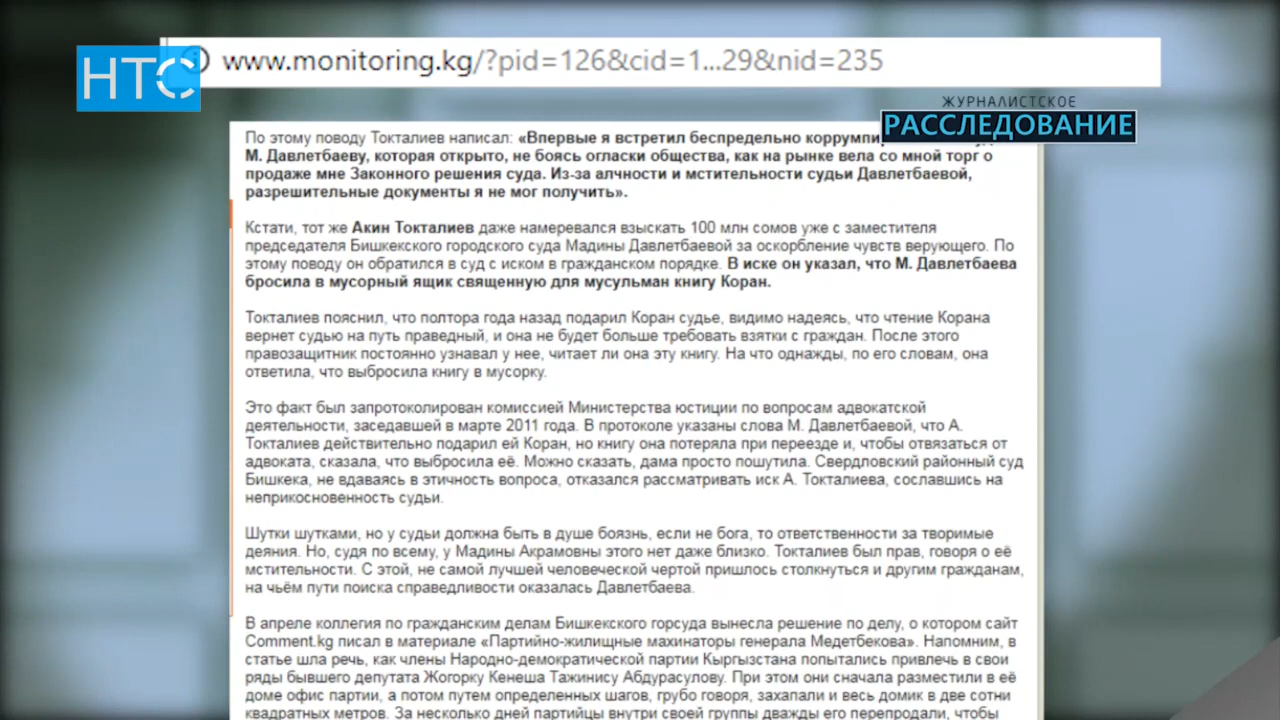 www.monitoring.kg/?pid=126&cid=1...29&nid=235
НТС
ЖУРНАЛИСТСКОЕ
РАССЛЕДОВАНИЕ
По этому поводу Токталиев написал: «Впервые я встретил беспредельно
М. Давлетбаеву, которая открыто, не боясь огласки общества, как на рынке вела со мной торг о
продаже мне Законного решения суда. Из-за алчности и мстительности судьи Давлетбаевой,
разрешительные документы я не мог получить».
Кстати, тот же Акин Токталиев даже намеревался взыскать 100 млн сомов уже с заместителя
председателя Бишкекского городского суда Мадины Давлетбаевой за оскорбление чувств верующего. По
этому поводу он обратился в суд с иском в гражданском порядке. В иске он указал, что М. Давлетбаева
бросила в мусорный ящик священную для мусульман книгу Коран.
Токталиев пояснил, что полтора года назад подарил Коран судье, видимо надеясь, что чтение Корана
вернет судью на путь праведный, и она не будет больше требовать взятки с граждан. После этого
правозащитник постоянно узнавал у нее, читает ли она эту книгу. На что однажды, по его словам, она
ответила, что выбросила книгу в мусорку.
Это факт был запротоколирован комиссией Министерства юстиции по вопросам адвокатской
деятельности, заседавшей в марте 2011 года. В протоколе указаны слова М. Давлетбаевой, что А.
Токталиев действительно подарил ей Коран, но книгу она потеряла при переезде и, чтобы отвязаться от
адвоката, сказала, что выбросила её. Можно сказать, дама просто пошутила. Свердловский районный суд
Бишкека, не вдаваясь в этичность вопроса, отказался рассматривать иск А. Токталиева, сославшись на
неприкосновенность судьи.
Шутки шутками, но у судьи должна быть в душе боязнь, если не бога, то ответственности за творимые
деяния. Но, судя по всему, у Мадины Акрамовны этого нет даже близко. Токталиев был прав, говоря о её
мстительности. С этой, не самой лучшей человеческой чертой пришлось столкнуться и другим гражданам,
на чьём пути поиска справедливости оказалась Давлетбаева.
В апреле коллегия по гражданским делам Бишкекского горсуда вынесла решение по делу, о котором сайт
Comment.kg писал в материале «Партийно-жилищные махинаторы генерала Медетбекова». Напомним, в
статье шла речь, как члены Народно-демократической партии Кыргызстана попытались привлечь в свои
ряды бывшего депутата Жогорку Кенеша Тажинису Абдурасулову. При этом они сначала разместили в её
доме офис партии, а потом путем определенных шагов, грубо говоря, захапали и весь домик в две сотни
квадратных метров. За несколько дней партийцы внутри своей группы дважды его перепродали, чтобы